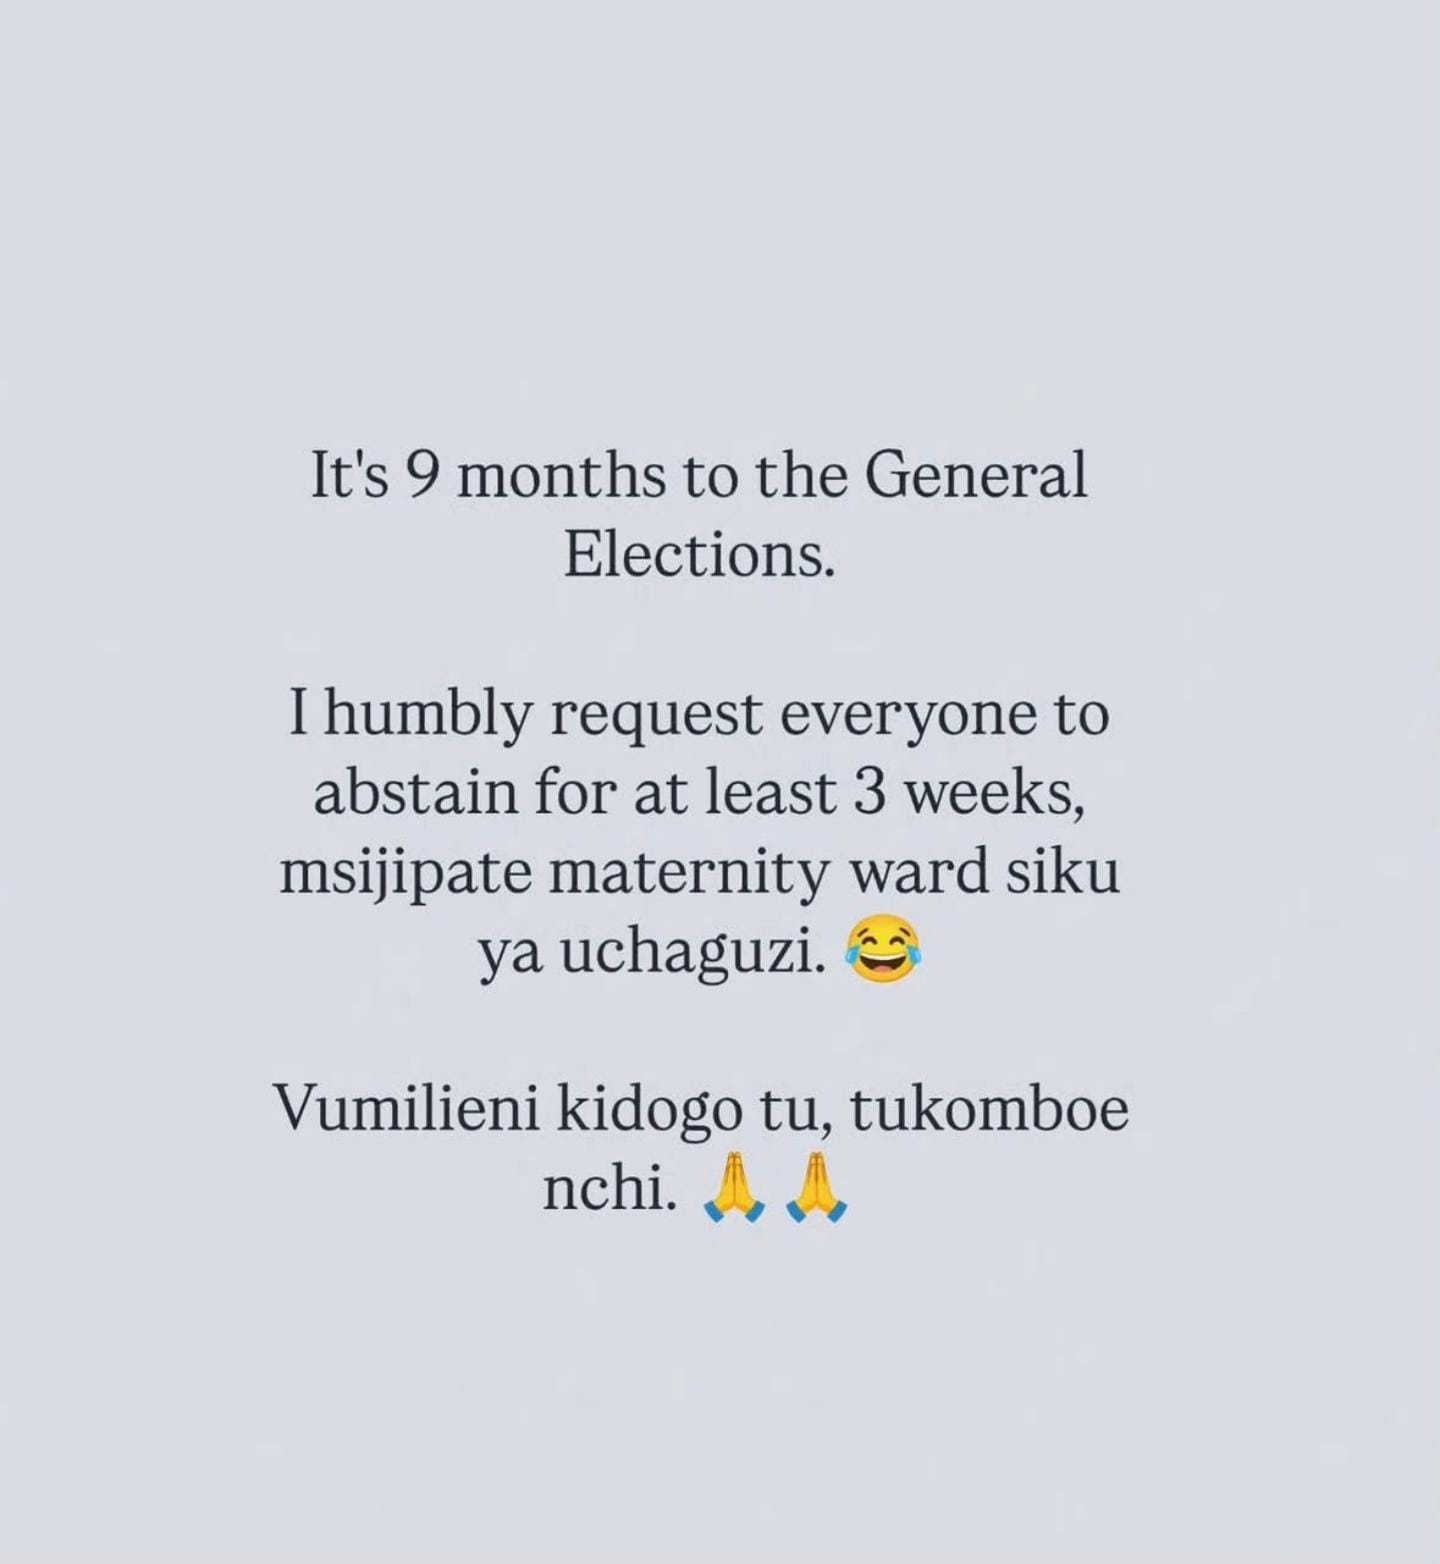 It's 9 months to the General
Elections.
I humbly request everyone to
abstain for at least 3 weeks,
msijipate maternity ward siku
ya uchaguzi. 😂
Vumilieni kidogo tu, tukomboe
nchi. 🙏🙏